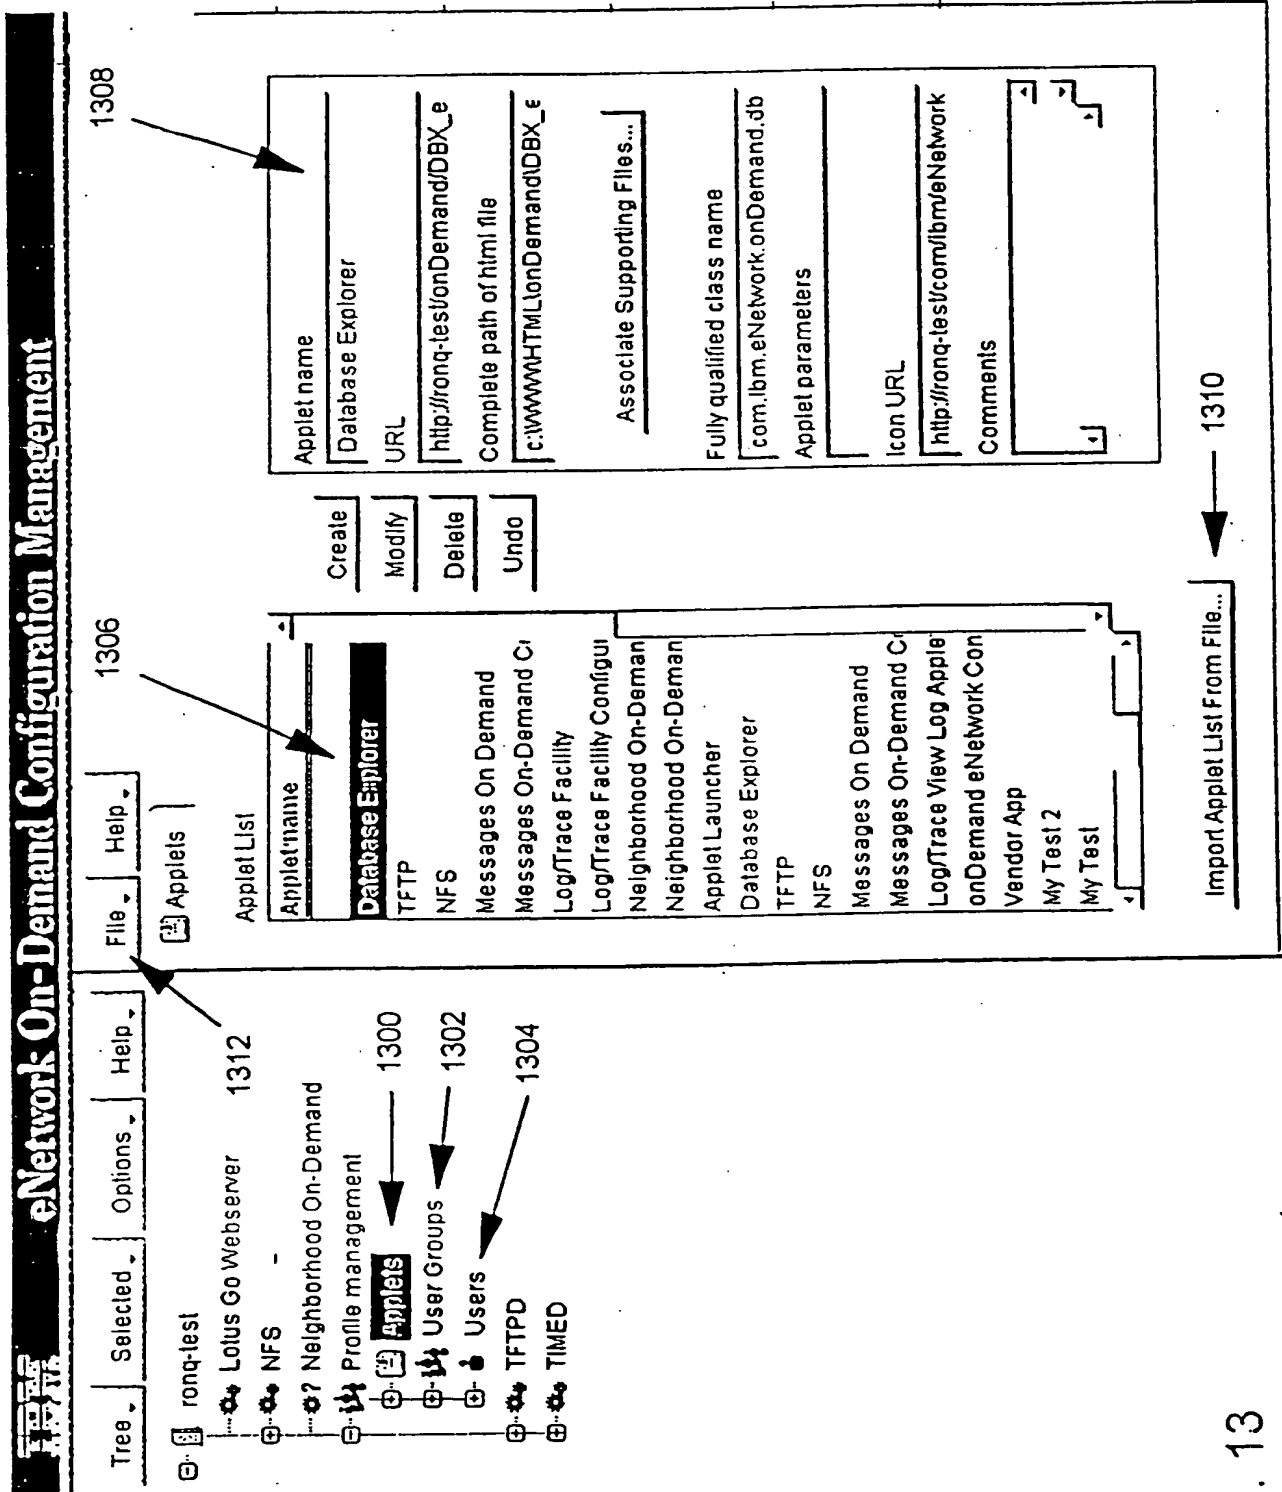 IBM eNetwork On-Demand Configuration Management
Tree Selected Options Help
ronq-test
Lotus Go Webserver
NFS
Neighborhood On-Demand
Profile management
Applets
User Groups
Users
TFTPD
TIMED
1312
1300
1302
1304
File Help
Applets
Applet List
Applet name
Database Explorer
TFTP
NFS
Messages On Demand
Messages On-Demand
Log/Trace Facility
Log/Trace Facility Configur
Neighborhood On-Deman
Neighborhood On-Deman
Applet Launcher
Database Explorer
TFTP
NFS
Messages On Demand
Messages On-Demand
Log/Trace View Log Apple
onDemand eNetwork Con
Vendor App
My Test 2
My Test
Import Applet List From File...
1306
Create
Modify
Delete
Undo
1308
Applet name
Database Explorer
URL
http://ronq-test/onDemand/DBX_e
Complete path of html file
c:\WWW\HTML\onDemand\DBX_e
Associate Supporting Files...
Fully qualified class name
com.ibm.eNetwork.onDemand.db
Applet parameters
Icon URL
http://ronq-test/com/ibm/eNetwork
Comments
1310
13